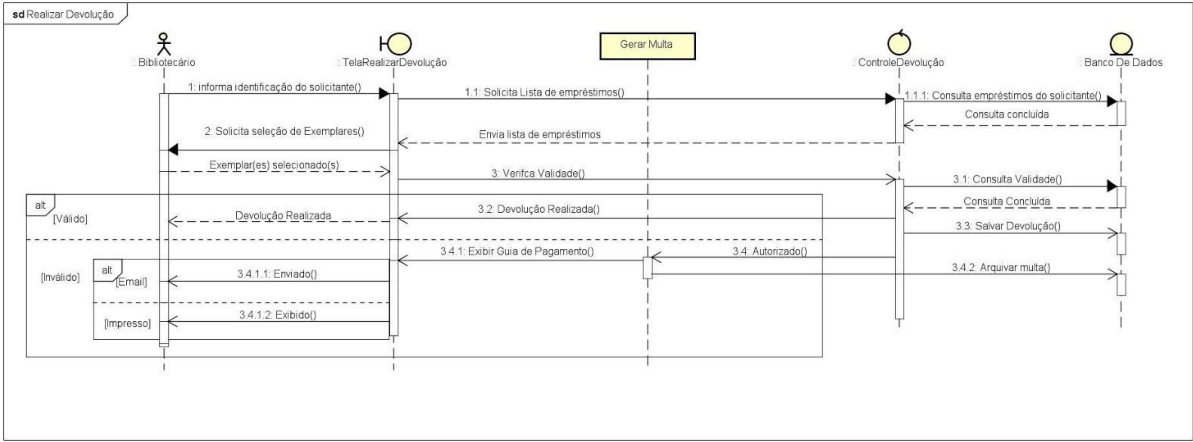 sd Realizar Devolução
Gerar Multa
: Bibliotecário
: TelaRealizarDevolução
: ControleDevolução
: Banco De Dados
1: informa identificação do solicitante()
1.1: Solicita Lista de empréstimos()
1.1.1: Consulta empréstimos do solicitante()
Consulta concluída
2: Solicita seleção de Exemplares()
Envia lista de empréstimos
Exemplar(es) selecionado(s)
3: Verifca Validade()
3.1: Consulta Validade()
Consulta Concluída
alt
[Válido]
Devolução Realizada
3.2: Devolução Realizada()
3.3: Salvar Devolução()
3.4.1: Exibir Guia de Pagamento()
3.4: Autorizado()
[Inválido]
alt
[Email]
3.4.1.1: Enviado()
3.4.2: Arquivar multa()
[Impresso]
3.4.1.2: Exibido()